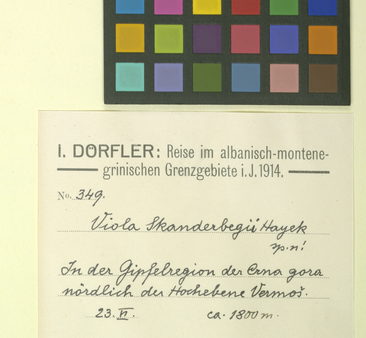 I. DÖRFLER: Reise im albanisch-montene-
grinischen Grenzgebiete i. J. 1914.
No. 349.
Viola Skanderbegii Hayek
sp. n!
In der Gipfelregion der Crna gora
nördlich der Hochebene Vermoš.
23. VI. ca. 1800 m.